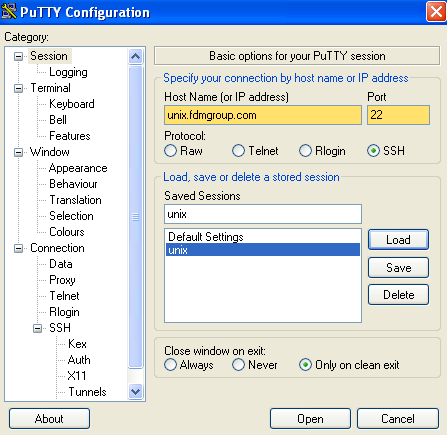 PuTTY Configuration
Category:
Session
Logging
Terminal
Keyboard
Bell
Features
Window
Appearance
Behaviour
Translation
Selection
Colours
Connection
Data
Proxy
Telnet
Rlogin
SSH
Kex
Auth
X11
Tunnels
Basic options for your PuTTY session
Specify your connection by host name or IP address
Host Name (or IP address) Port
unix.fdmgroup.com 22
Protocol:
Raw Telnet Rlogin SSH
Load, save or delete a stored session
Saved Sessions
unix
Default Settings
unix
Load
Save
Delete
Close window on exit:
Always Never Only on clean exit
About Open Cancel